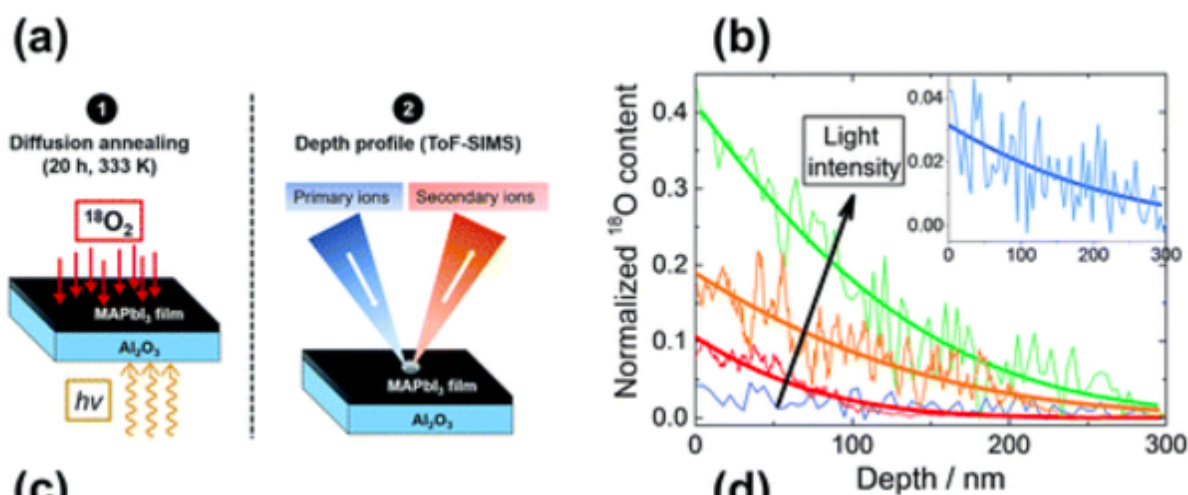 (a)
1
Diffusion annealing
(20 h, 333 K)
¹⁸O₂
MAPbI₃ film
Al₂O₃
hν
2
Depth profile (ToF-SIMS)
Primary ions
Secondary ions
MAPbI₃ film
Al₂O₃
(b)
Normalized ¹⁸O content
0.4
0.3
0.2
0.1
0.0
Light
intensity
0.04
0.02
0.00
0 100 200 300
0 100 200 300
Depth / nm
(c)
(d)